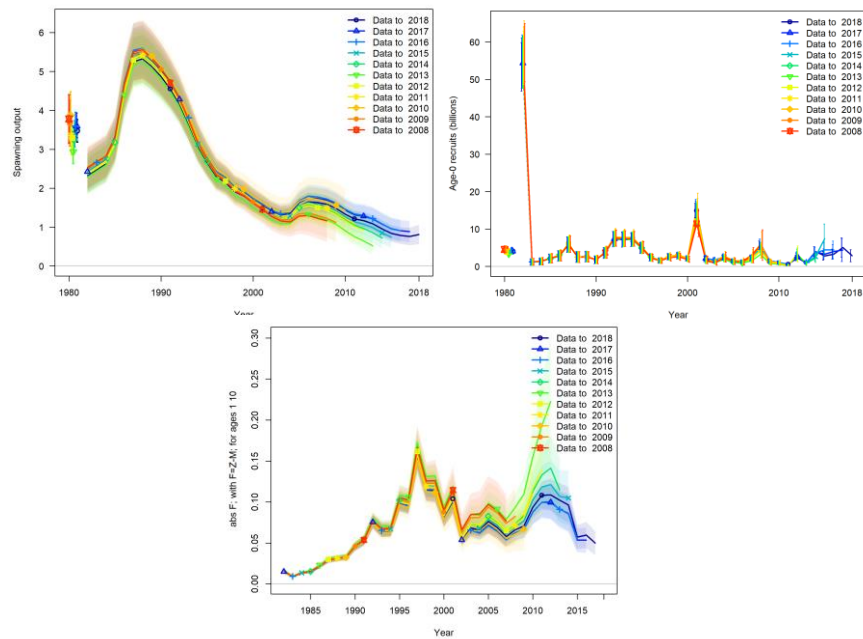 Spawning output
6
5
4
3
2
1
0
1980
1990
2000
2010
2018
Year
Data to 2018
Data to 2017
Data to 2016
Data to 2015
Data to 2014
Data to 2013
Data to 2012
Data to 2011
Data to 2010
Data to 2009
Data to 2008
Age-0 recruits (billions)
60
50
40
30
20
10
0
1980
1990
2000
2010
2018
Year
Data to 2018
Data to 2017
Data to 2016
Data to 2015
Data to 2014
Data to 2013
Data to 2012
Data to 2011
Data to 2010
Data to 2009
Data to 2008
abs F; with F=Z-M; for ages 1 10
0.30
0.25
0.20
0.15
0.10
0.05
0.00
1985
1990
1995
2000
2005
2010
2015
Year
Data to 2018
Data to 2017
Data to 2016
Data to 2015
Data to 2014
Data to 2013
Data to 2012
Data to 2011
Data to 2010
Data to 2009
Data to 2008